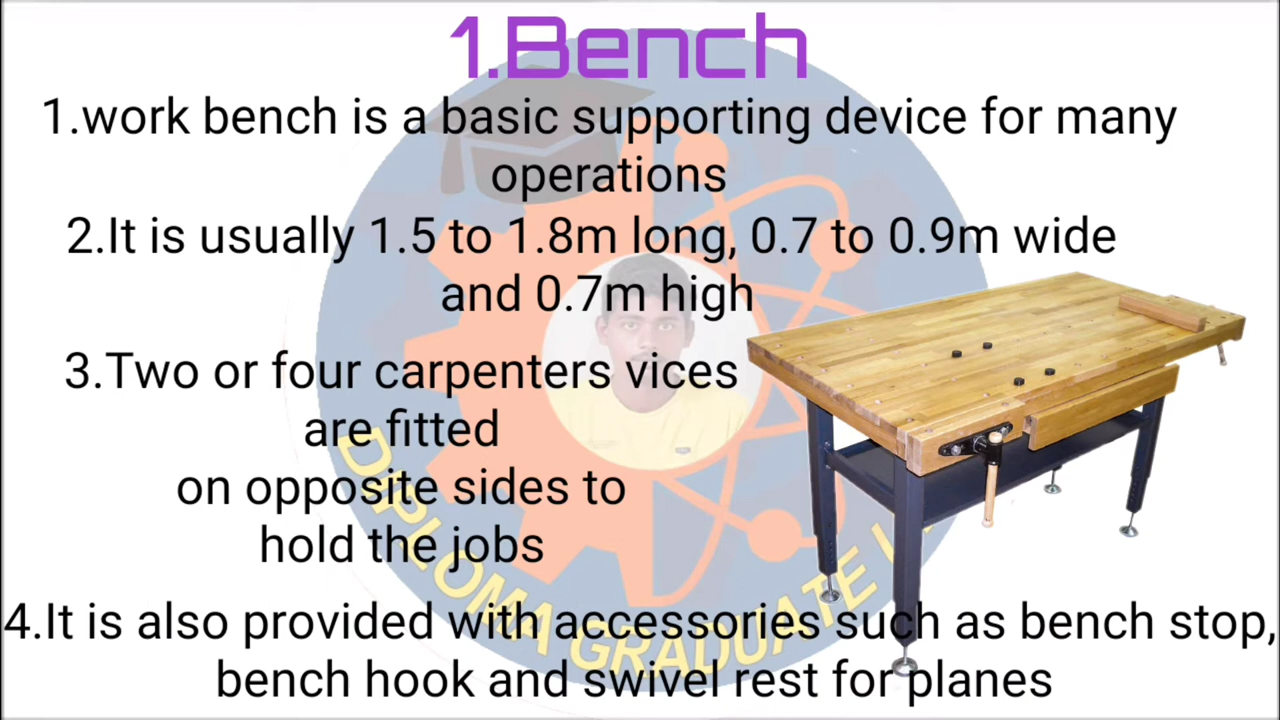 1.Bench
1.work bench is a basic supporting device for many
operations
2.It is usually 1.5 to 1.8m long, 0.7 to 0.9m wide
and 0.7m high
3.Two or four carpenters vices
are fitted
on opposite sides to
hold the jobs
4.It is also provided with accessories such as bench stop,
bench hook and swivel rest for planes
DIPLOMA GRADUATE